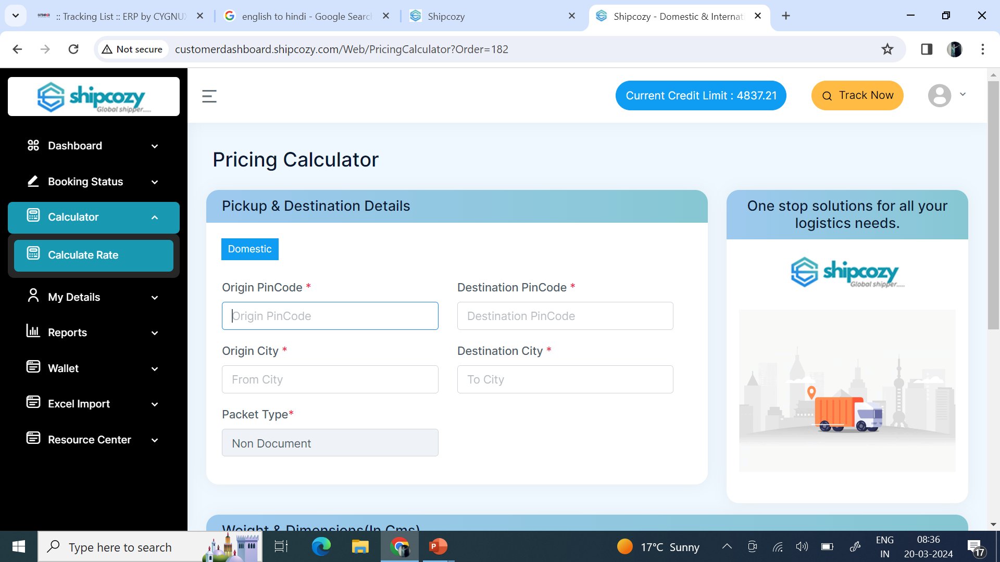 :: Tracking List :: ERP by CYGNUX
english to hindi - Google Search
Shipcozy
Shipcozy - Domestic & Internati
Not secure
customerdashboard.shipcozy.com/Web/PricingCalculator?Order=182
shipcozy
Global shipper.....
Current Credit Limit : 4837.21
Track Now
Dashboard
Booking Status
Calculator
Calculate Rate
My Details
Reports
Wallet
Excel Import
Resource Center
Pricing Calculator
Pickup & Destination Details
Domestic
Origin PinCode *
Destination PinCode *
Origin PinCode
Destination PinCode
Origin City *
Destination City *
From City
To City
Packet Type*
Non Document
One stop solutions for all your
logistics needs.
shipcozy
Global shipper.....
Weight & Dimensions(In Cms)
Type here to search
P
17°C Sunny
ENG
IN
08:36
20-03-2024
17